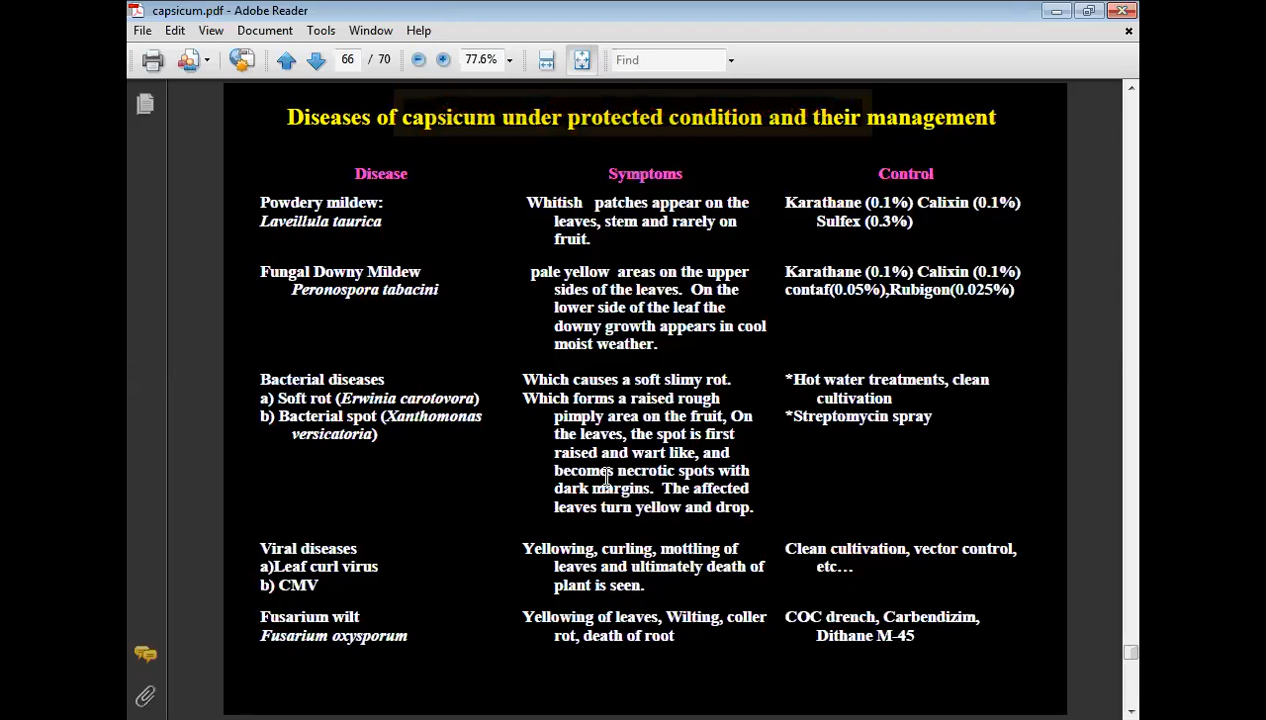 capsicum.pdf - Adobe Reader
File Edit View Document Tools Window Help
66 / 70 77.6% Find
Diseases of capsicum under protected condition and their management
Disease Symptoms Control
Powdery mildew: Whitish patches appear on the Karathane (0.1%) Calixin (0.1%)
Laveillula taurica leaves, stem and rarely on Sulfex (0.3%)
fruit.
Fungal Downy Mildew pale yellow areas on the upper Karathane (0.1%) Calixin (0.1%)
Peronospora tabacini sides of the leaves. On the contaf(0.05%),Rubigon(0.025%)
lower side of the leaf the
downy growth appears in cool
moist weather.
Bacterial diseases Which causes a soft slimy rot. *Hot water treatments, clean
a) Soft rot (Erwinia carotovora) Which forms a raised rough cultivation
b) Bacterial spot (Xanthomonas pimply area on the fruit, On *Streptomycin spray
versicatoria) the leaves, the spot is first
raised and wart like, and
becomes necrotic spots with
dark margins. The affected
leaves turn yellow and drop.
Viral diseases Yellowing, curling, mottling of Clean cultivation, vector control,
a)Leaf curl virus leaves and ultimately death of etc…
b) CMV plant is seen.
Fusarium wilt Yellowing of leaves, Wilting, coller COC drench, Carbendizim,
Fusarium oxysporum rot, death of root Dithane M-45